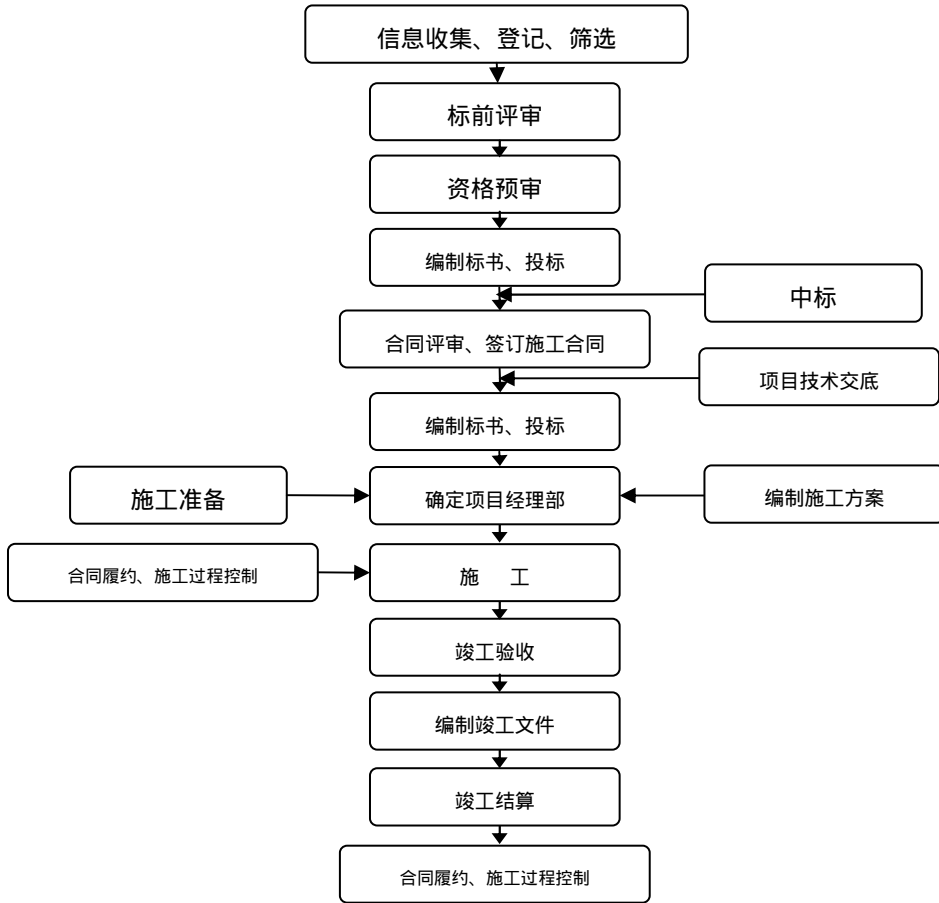 信息收集、登记、筛选
标前评审
资格预审
编制标书、投标
中标
合同评审、签订施工合同
项目技术交底
编制标书、投标
施工准备
确定项目经理部
编制施工方案
合同履约、施工过程控制
施 工
竣工验收
编制竣工文件
竣工结算
合同履约、施工过程控制